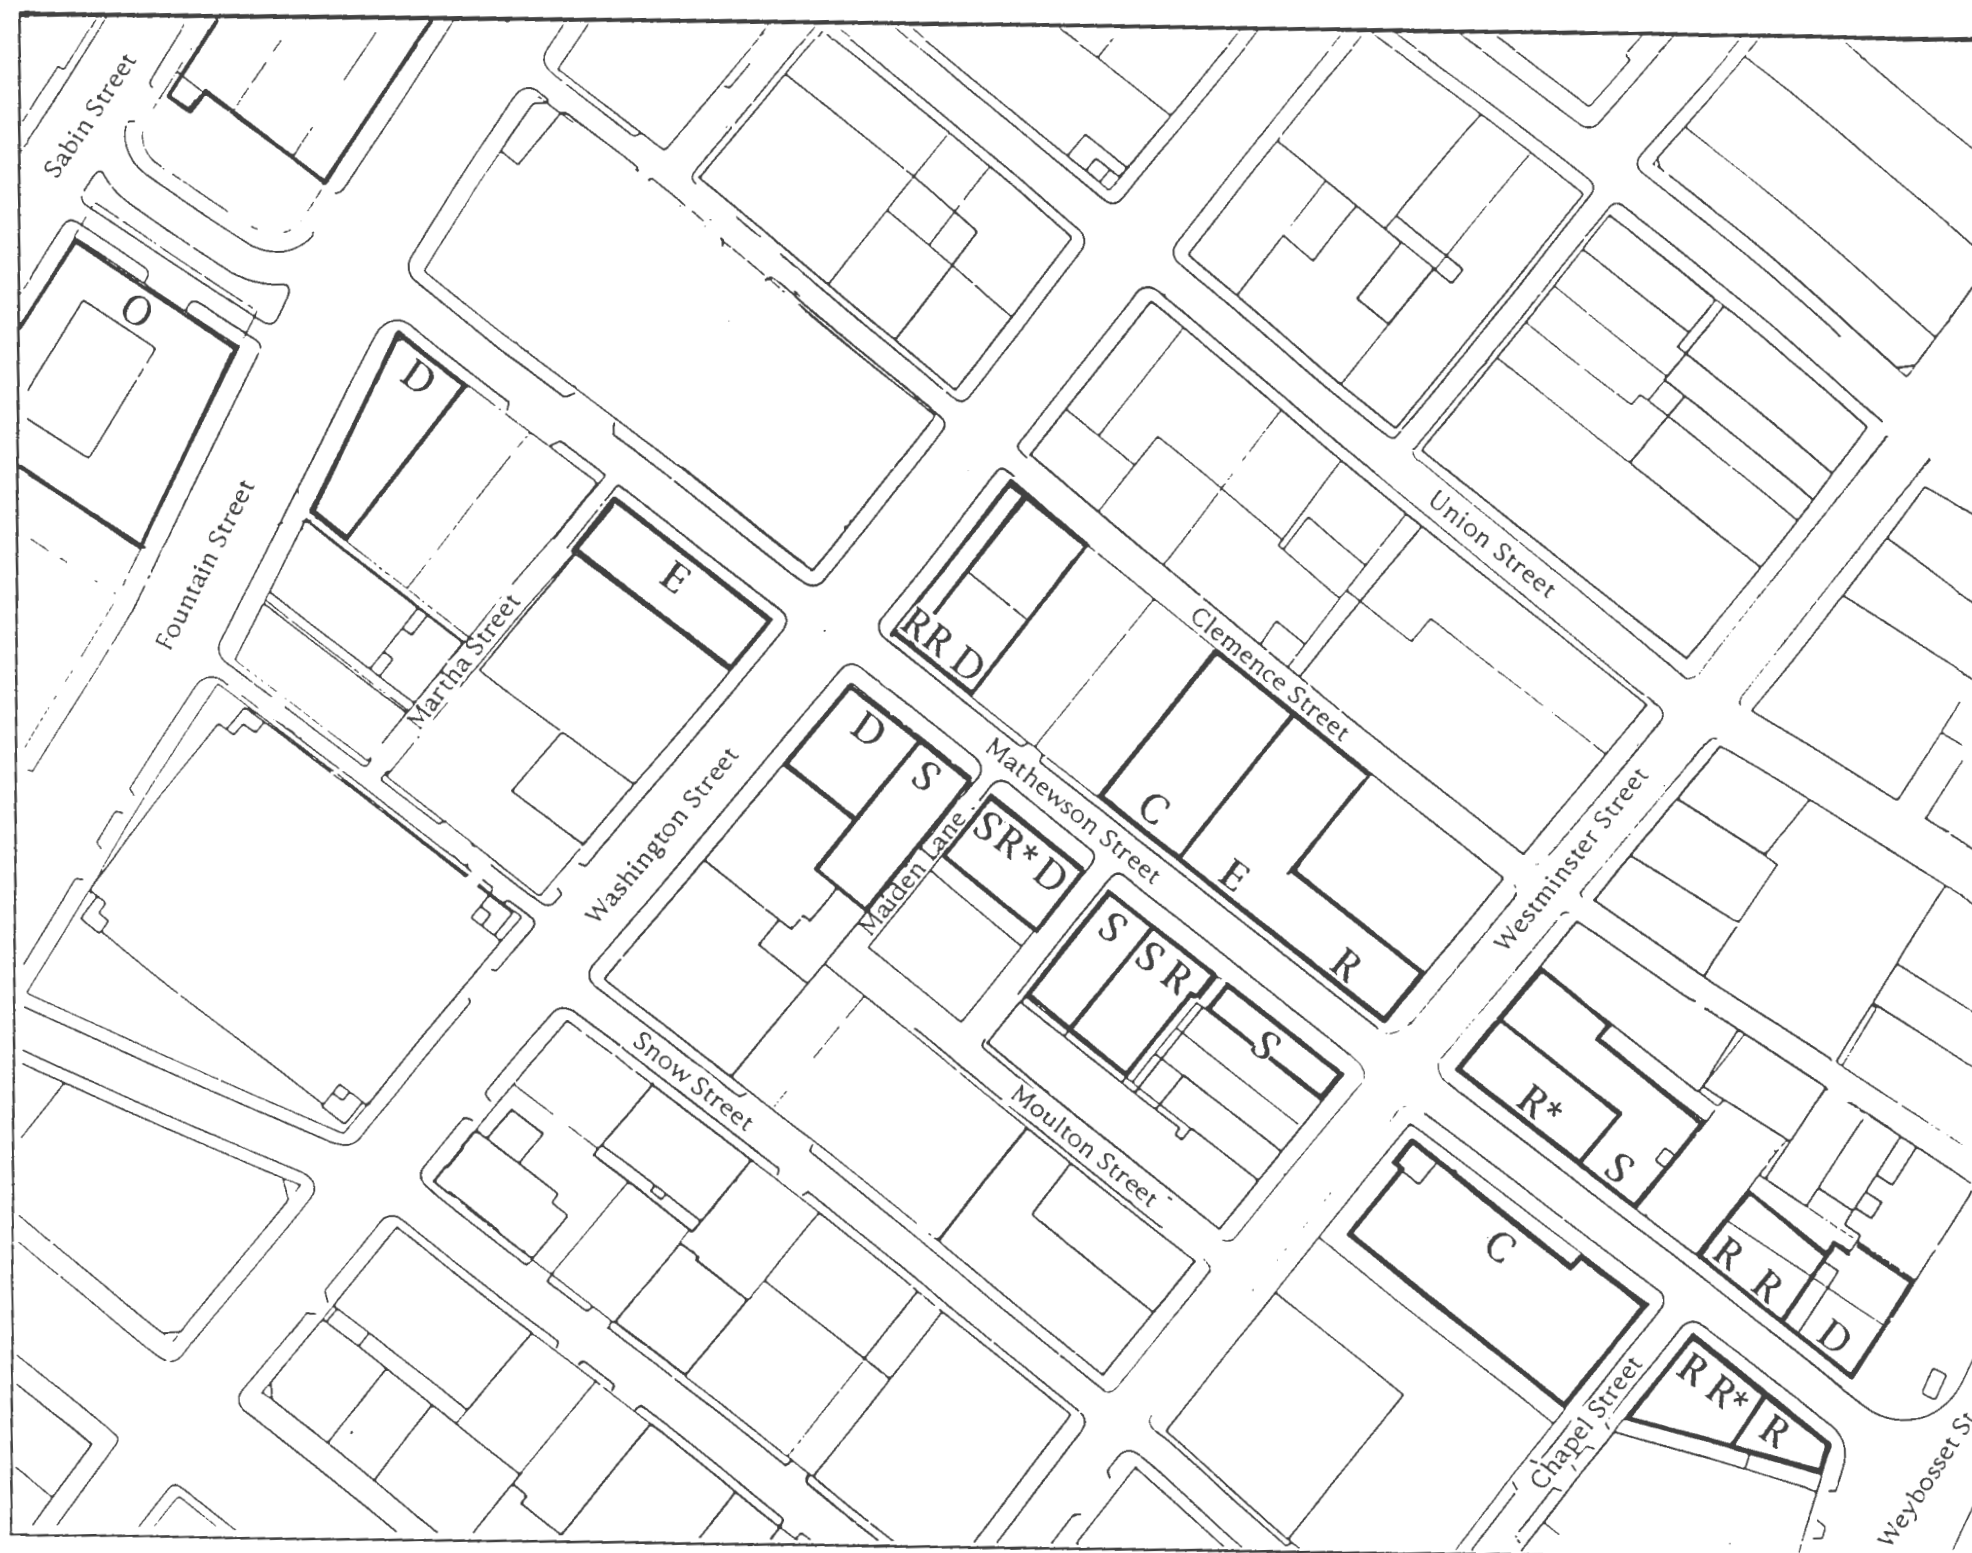 Sabin Street
O
D
Fountain Street
E
Martha Street
Union Street
RR D
Clemence Street
D
S
Washington Street
Mathewson Street
C
E
R
Maiden Lane
SR* D
S
S R
S
Westminster Street
Snow Street
Moulton Street
R*
S
C
R
R
D
Chapel Street
R R*
R
Weybosset St